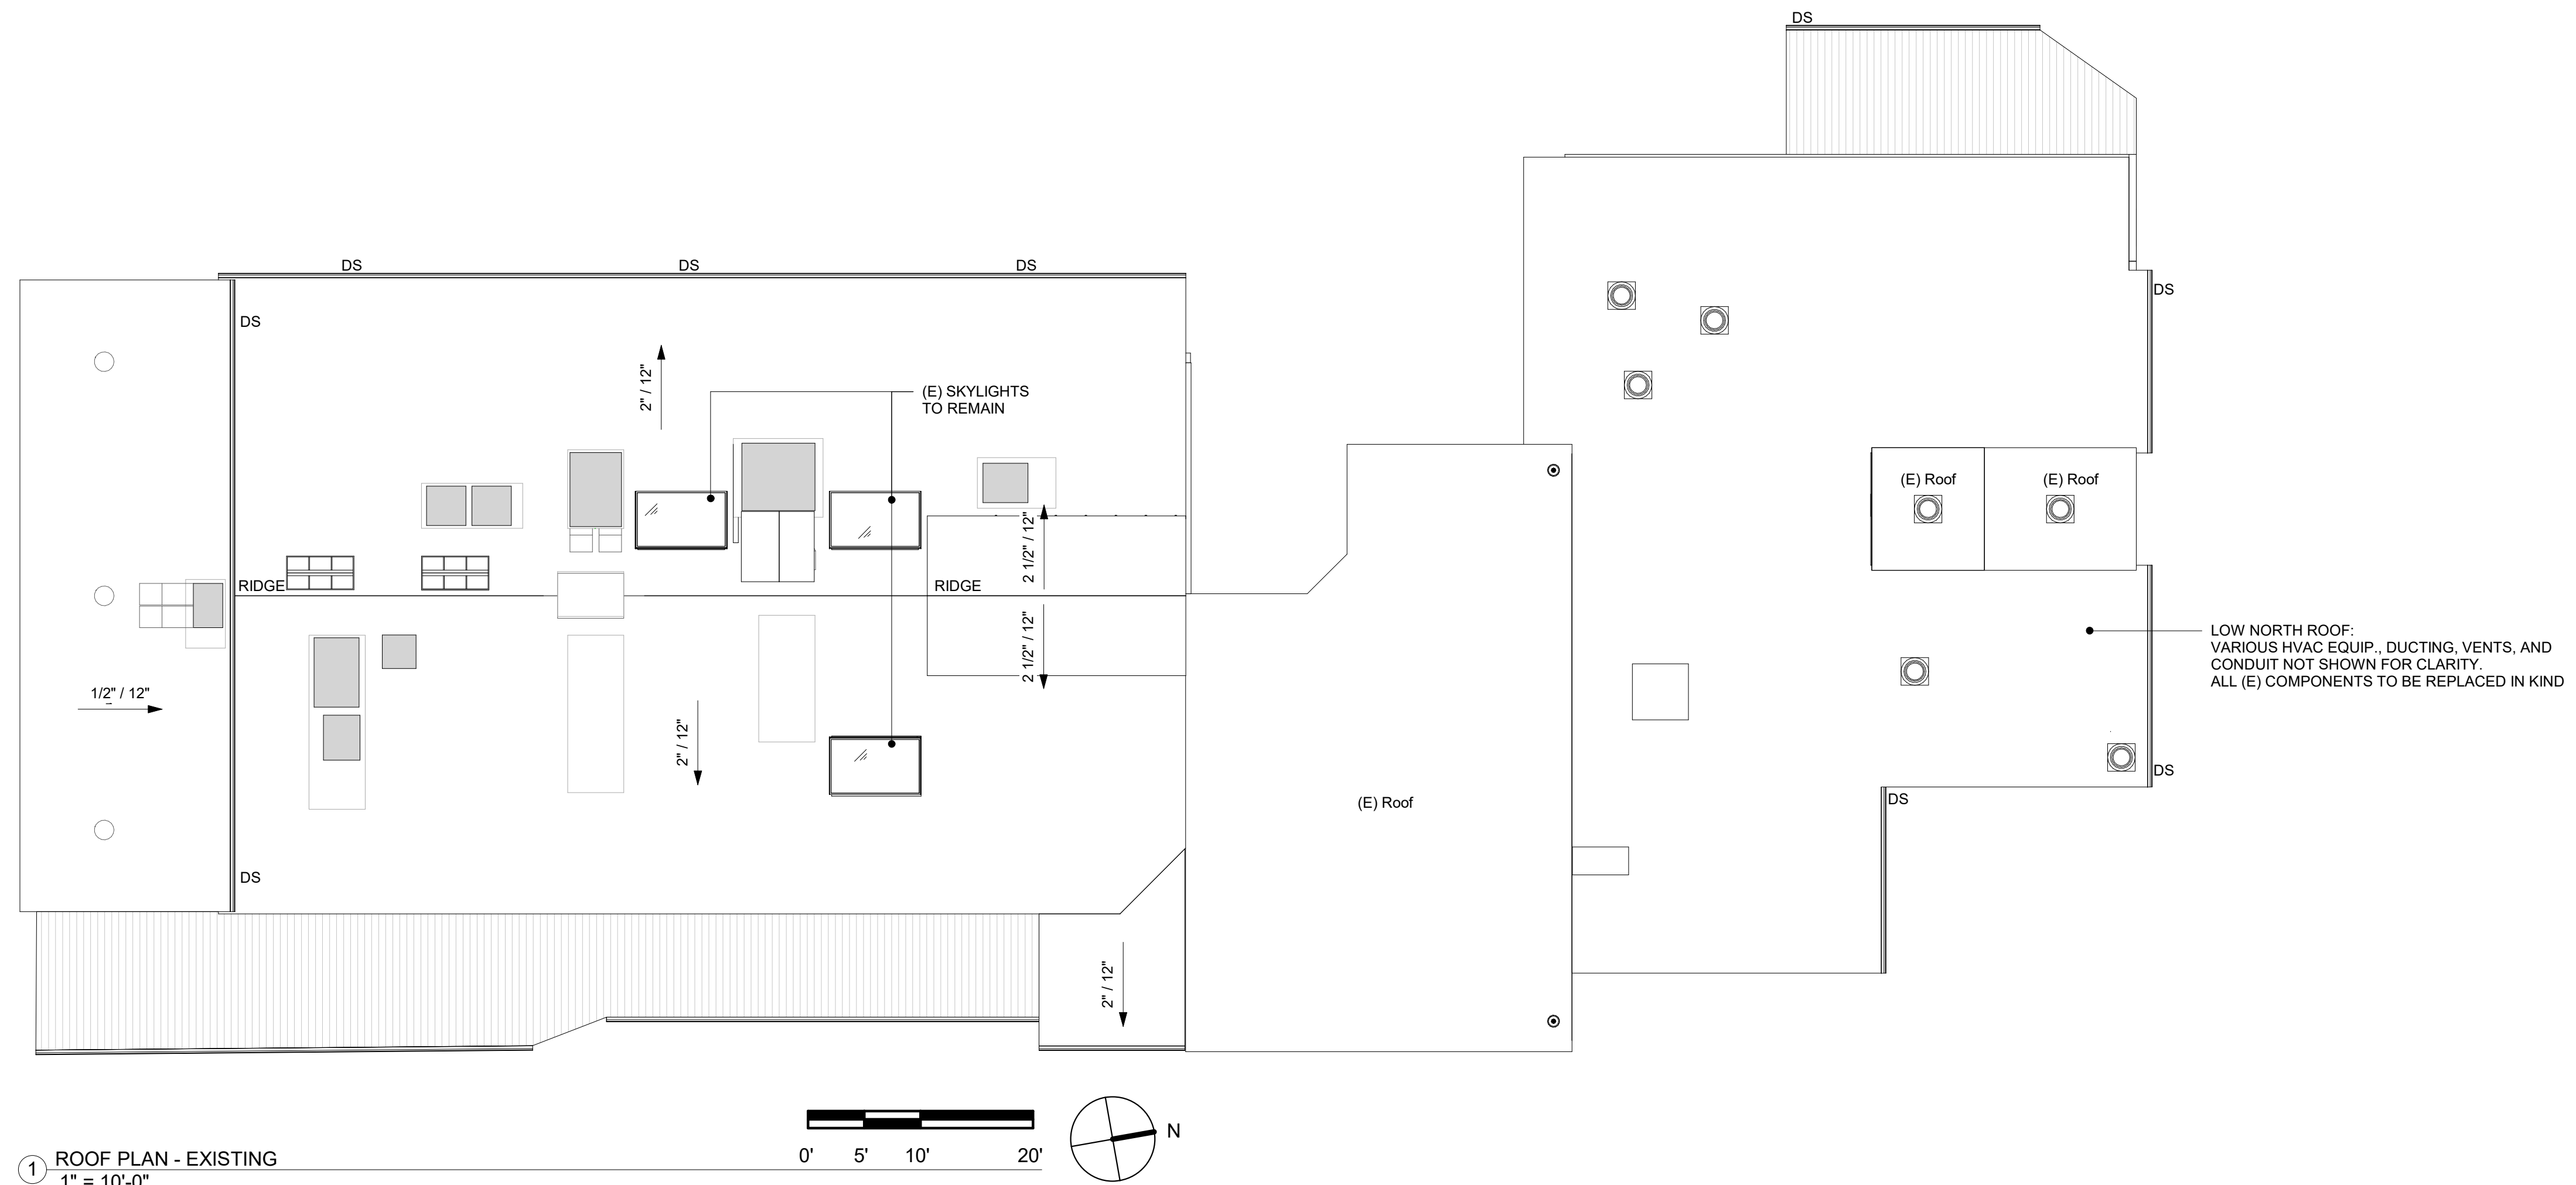 DS
DS
DS
DS
DS
DS
2" / 12"
(E) SKYLIGHTS
TO REMAIN
(E) Roof
(E) Roof
2 1/2" / 12"
RIDGE
RIDGE
2 1/2" / 12"
LOW NORTH ROOF:
VARIOUS HVAC EQUIP., DUCTING, VENTS, AND
CONDUIT NOT SHOWN FOR CLARITY.
ALL (E) COMPONENTS TO BE REPLACED IN KIND
1/2" / 12"
2" / 12"
DS
DS
(E) Roof
DS
2" / 12"
N
0' 5' 10' 20'
1 ROOF PLAN - EXISTING
1" = 10'-0"